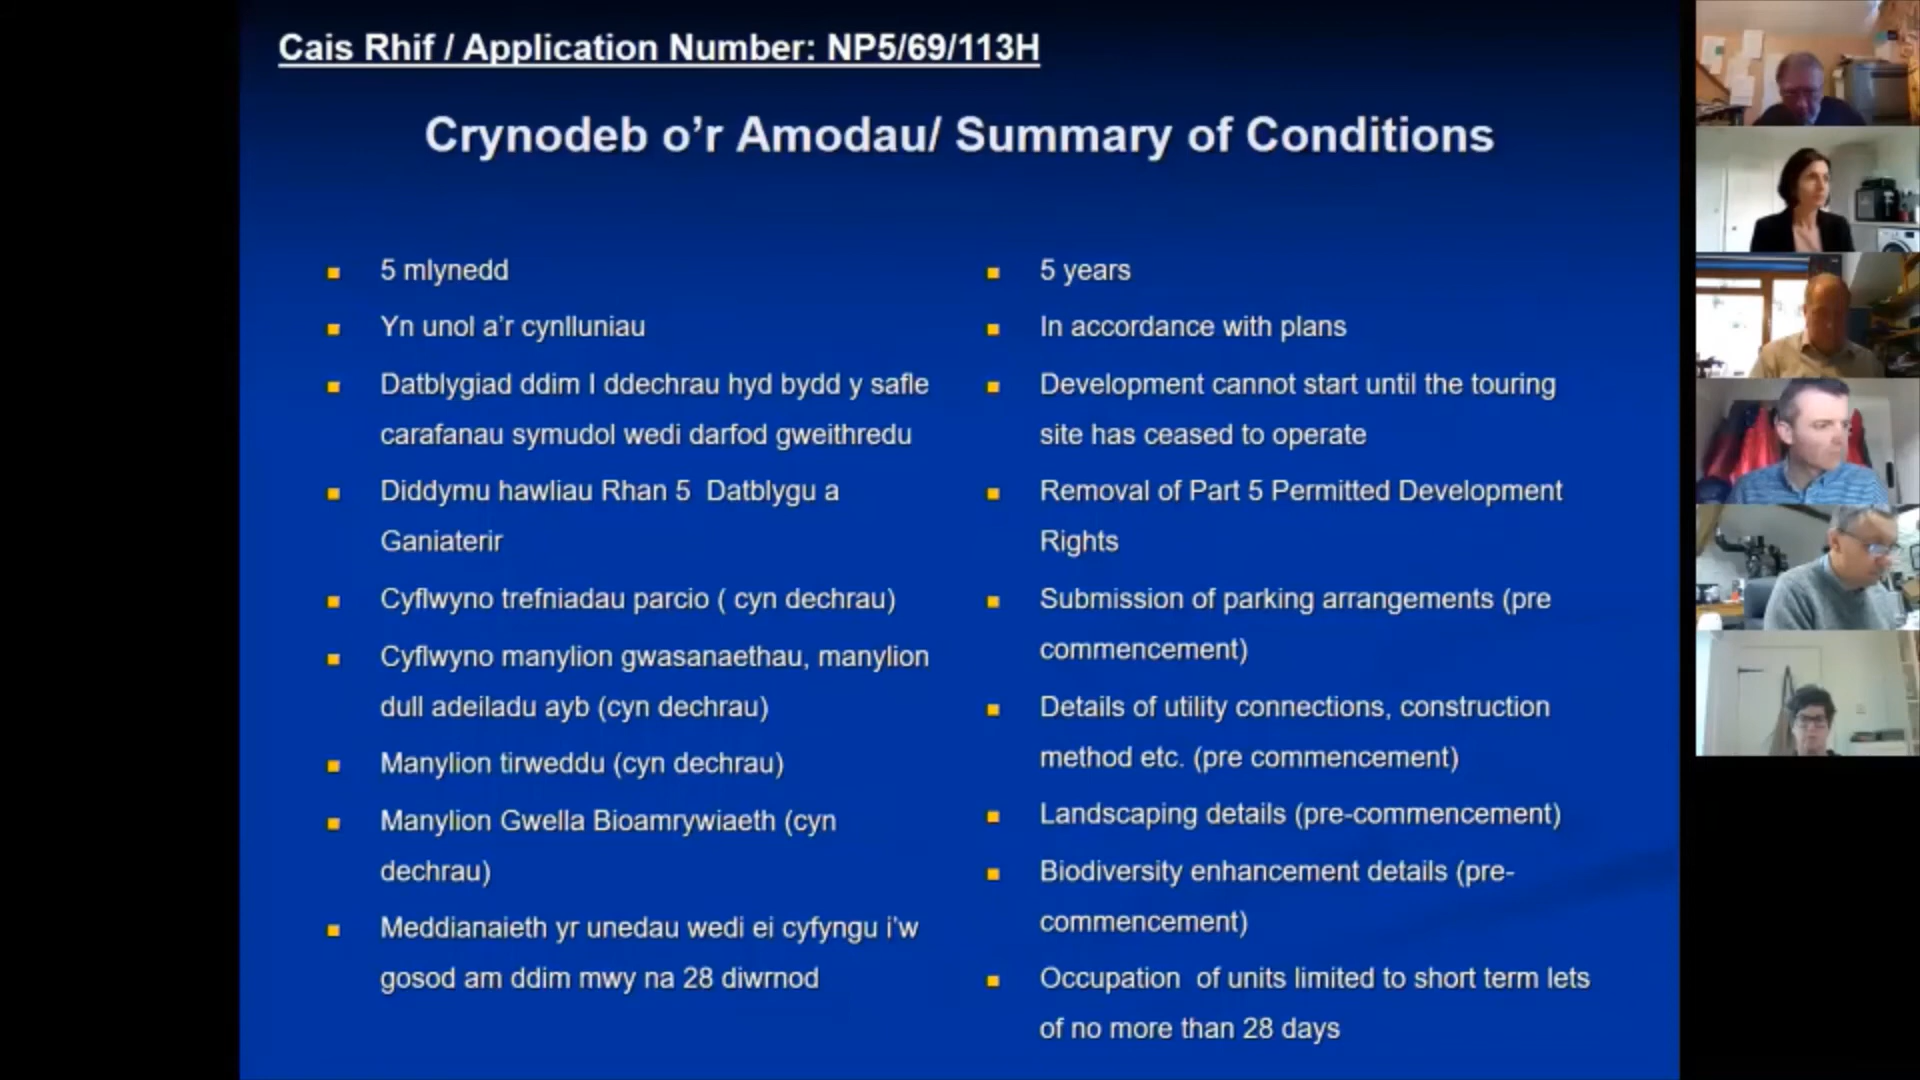 Cais Rhif / Application Number: NP5/69/113H
Crynodeb o'r Amodau/ Summary of Conditions
5 mlynedd
Yn unol a'r cynlluniau
Datblygiad ddim I ddechrau hyd bydd y safle
carafanau symudol wedi darfod gweithredu
Diddymu hawliau Rhan 5 Datblygu a
Ganiaterir
Cyflwyno trefniadau parcio ( cyn dechrau)
Cyflwyno manylion gwasanaethau, manylion
dull adeiladu ayb (cyn dechrau)
Manylion tirweddu (cyn dechrau)
Manylion Gwella Bioamrywiaeth (cyn
dechrau)
Meddianaieth yr unedau wedi ei cyfyngu i'w
gosod am ddim mwy na 28 diwrnod
5 years
In accordance with plans
Development cannot start until the touring
site has ceased to operate
Removal of Part 5 Permitted Development
Rights
Submission of parking arrangements (pre
commencement)
Details of utility connections, construction
method etc. (pre commencement)
Landscaping details (pre-commencement)
Biodiversity enhancement details (pre-
commencement)
Occupation of units limited to short term lets
of no more than 28 days